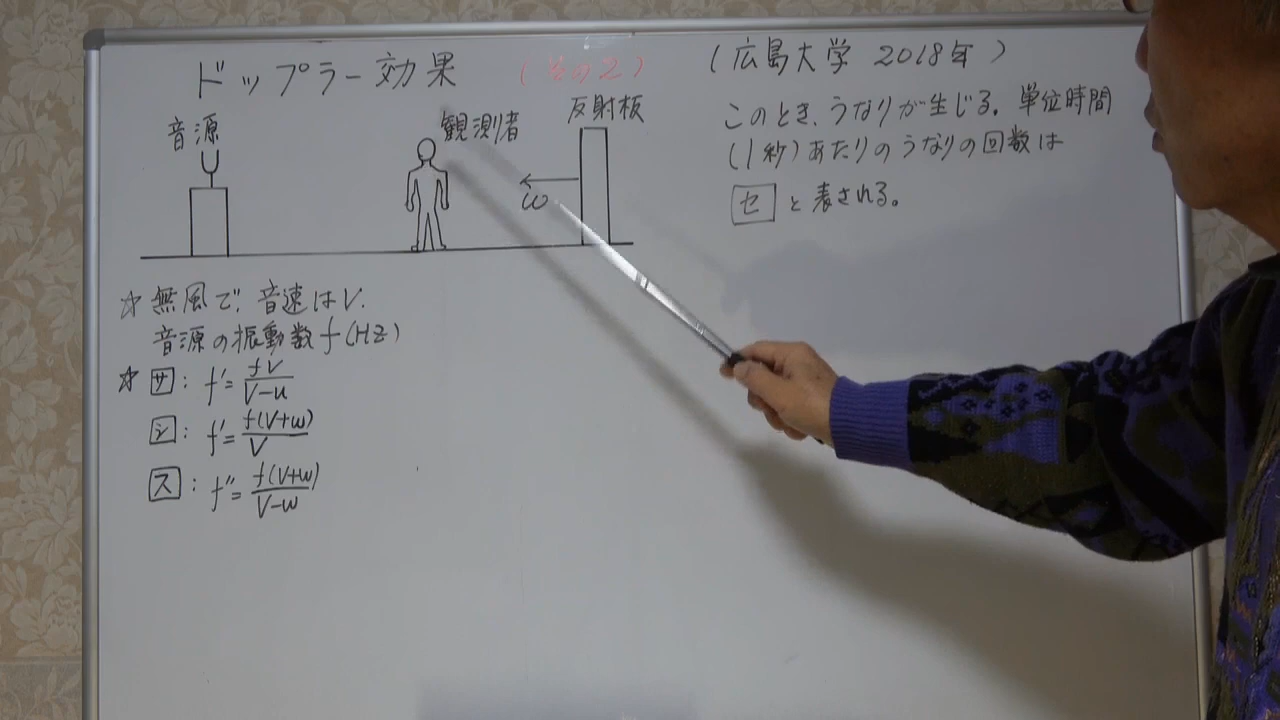 ドップラー効果 (その2) (広島大学 2018年)
音源
観測者
反射板
w
このとき、うなりが生じる。単位時間
(1秒)あたりのうなりの回数は
セ と表される。
☆ 無風で、音速はV.
音源の振動数f(HZ)
☆ サ: f'=fV/(V-u)
シ: f'=f(V+w)/V
ス: f''=f(V+w)/(V-w)